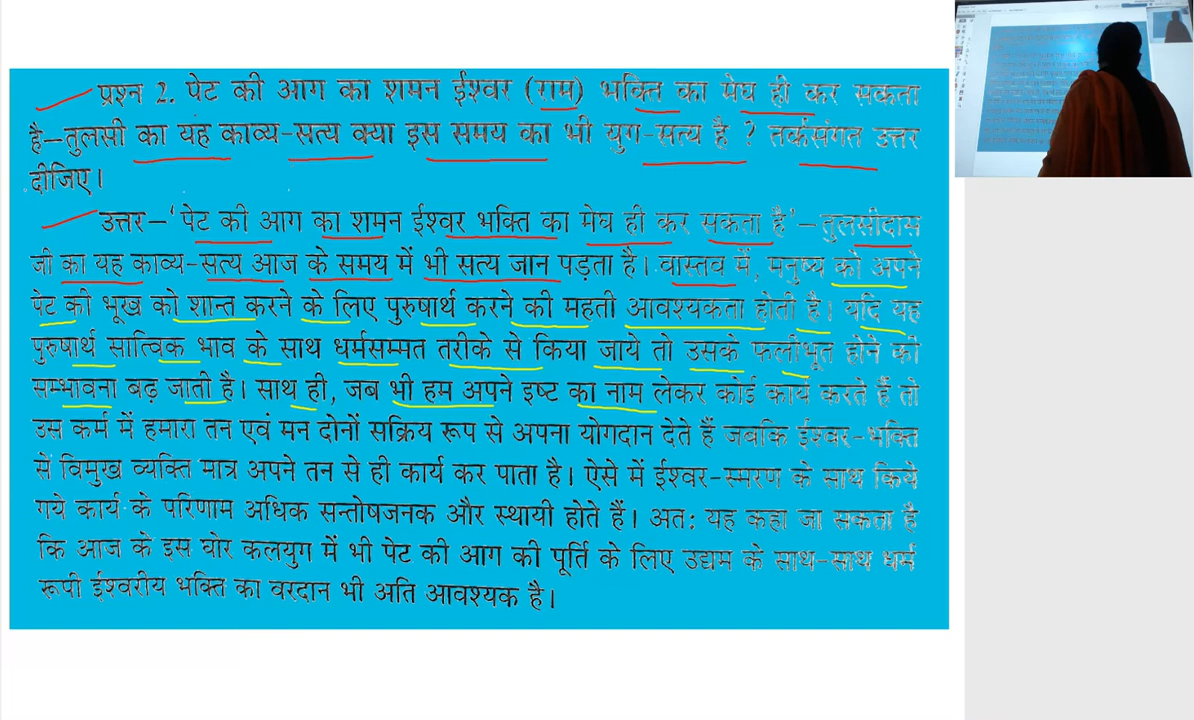 प्रश्न 2. पेट की आग का शमन ईश्वर (राम) भक्ति का मेघ ही कर सकता
है–तुलसी का यह काव्य-सत्य क्या इस समय का भी युग-सत्य है ? तर्कसंगत उत्तर
दीजिए।
उत्तर–'पेट की आग का शमन ईश्वर भक्ति का मेघ ही कर सकता है'–तुलसीदास
जी का यह काव्य-सत्य आज के समय में भी सत्य जान पड़ता है। वास्तव में, मनुष्य को अपने
पेट की भूख को शान्त करने के लिए पुरुषार्थ करने की महती आवश्यकता होती है। यदि यह
पुरुषार्थ सात्विक भाव के साथ धर्मसम्मत तरीके से किया जाये तो उसके फलीभूत होने की
सम्भावना बढ़ जाती है। साथ ही, जब भी हम अपने इष्ट का नाम लेकर कोई कार्य करते हैं तो
उस कर्म में हमारा तन एवं मन दोनों सक्रिय रूप से अपना योगदान देते हैं जबकि ईश्वर-भक्ति
से विमुख व्यक्ति मात्र अपने तन से ही कार्य कर पाता है। ऐसे में ईश्वर-स्मरण के साथ किये
गये कार्य के परिणाम अधिक सन्तोषजनक और स्थायी होते हैं। अतः यह कहा जा सकता है
कि आज के इस घोर कलयुग में भी पेट की आग की पूर्ति के लिए उद्यम के साथ-साथ धर्म
रूपी ईश्वरीय भक्ति का वरदान भी अति आवश्यक है।